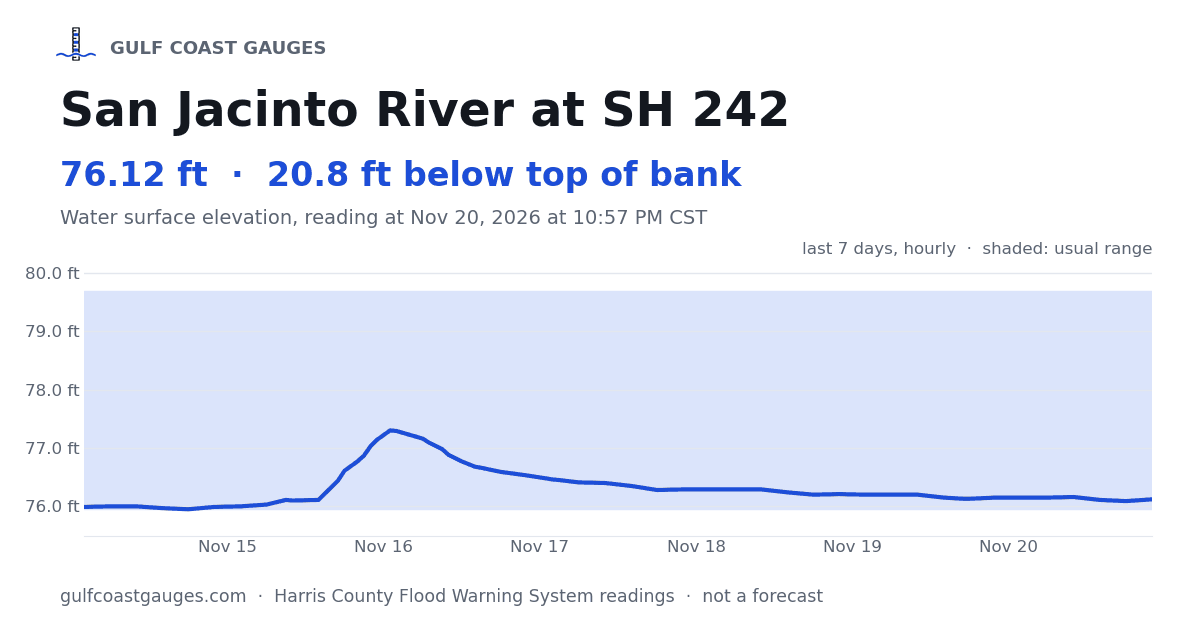 GULF COAST GAUGES
San Jacinto River at SH 242
76.12 ft · 20.8 ft below top of bank
Water surface elevation, reading at Nov 20, 2026 at 10:57 PM CST
last 7 days, hourly · shaded: usual range
80.0 ft
79.0 ft
78.0 ft
77.0 ft
76.0 ft
Nov 15 Nov 16 Nov 17 Nov 18 Nov 19 Nov 20
gulfcoastgauges.com · Harris County Flood Warning System readings · not a forecast